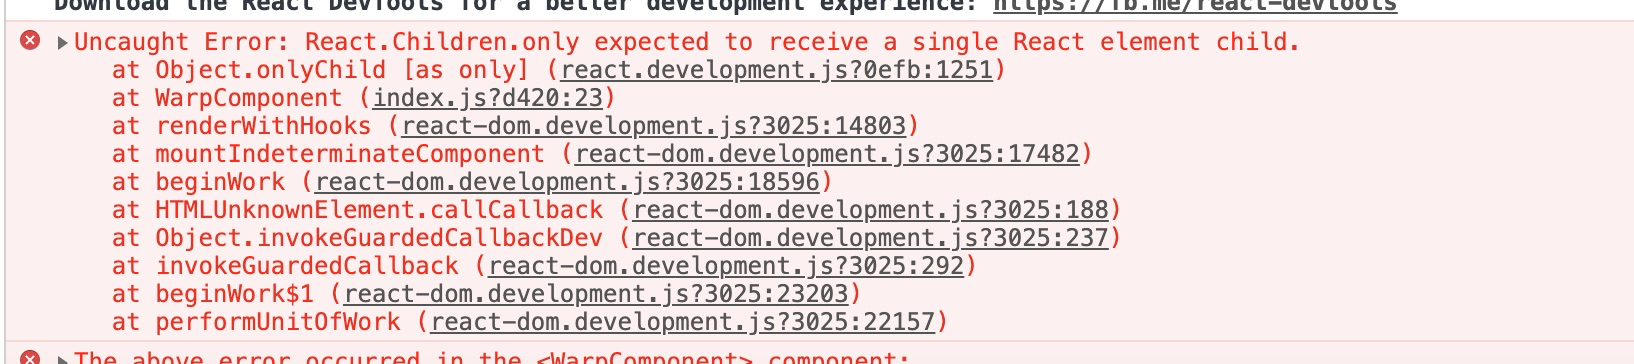 Download the React DevTools for a better development experience: https://fb.me/react-devtools
Uncaught Error: React.Children.only expected to receive a single React element child.
at Object.onlyChild [as only] (react.development.js?0efb:1251)
at WarpComponent (index.js?d420:23)
at renderWithHooks (react-dom.development.js?3025:14803)
at mountIndeterminateComponent (react-dom.development.js?3025:17482)
at beginWork (react-dom.development.js?3025:18596)
at HTMLUnknownElement.callCallback (react-dom.development.js?3025:188)
at Object.invokeGuardedCallbackDev (react-dom.development.js?3025:237)
at invokeGuardedCallback (react-dom.development.js?3025:292)
at beginWork$1 (react-dom.development.js?3025:23203)
at performUnitOfWork (react-dom.development.js?3025:22157)
The above error occurred in the <WarpComponent> component: